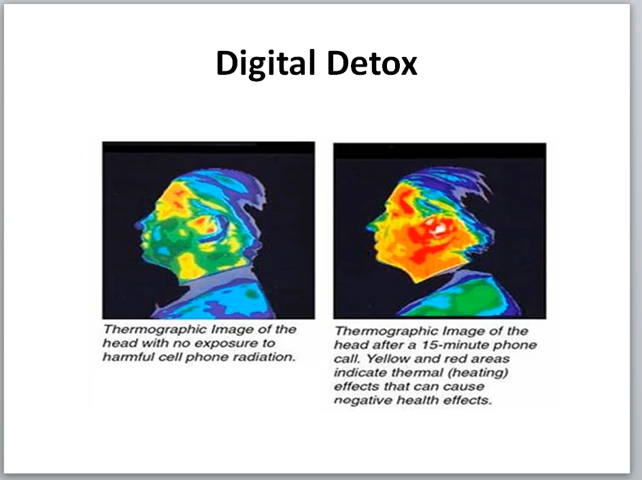 Digital Detox
Thermographic Image of the
head with no exposure to
harmful cell phone radiation.
Thermographic Image of the
head after a 15-minute phone
call. Yellow and red areas
indicate thermal (heating)
effects that can cause
negative health effects.